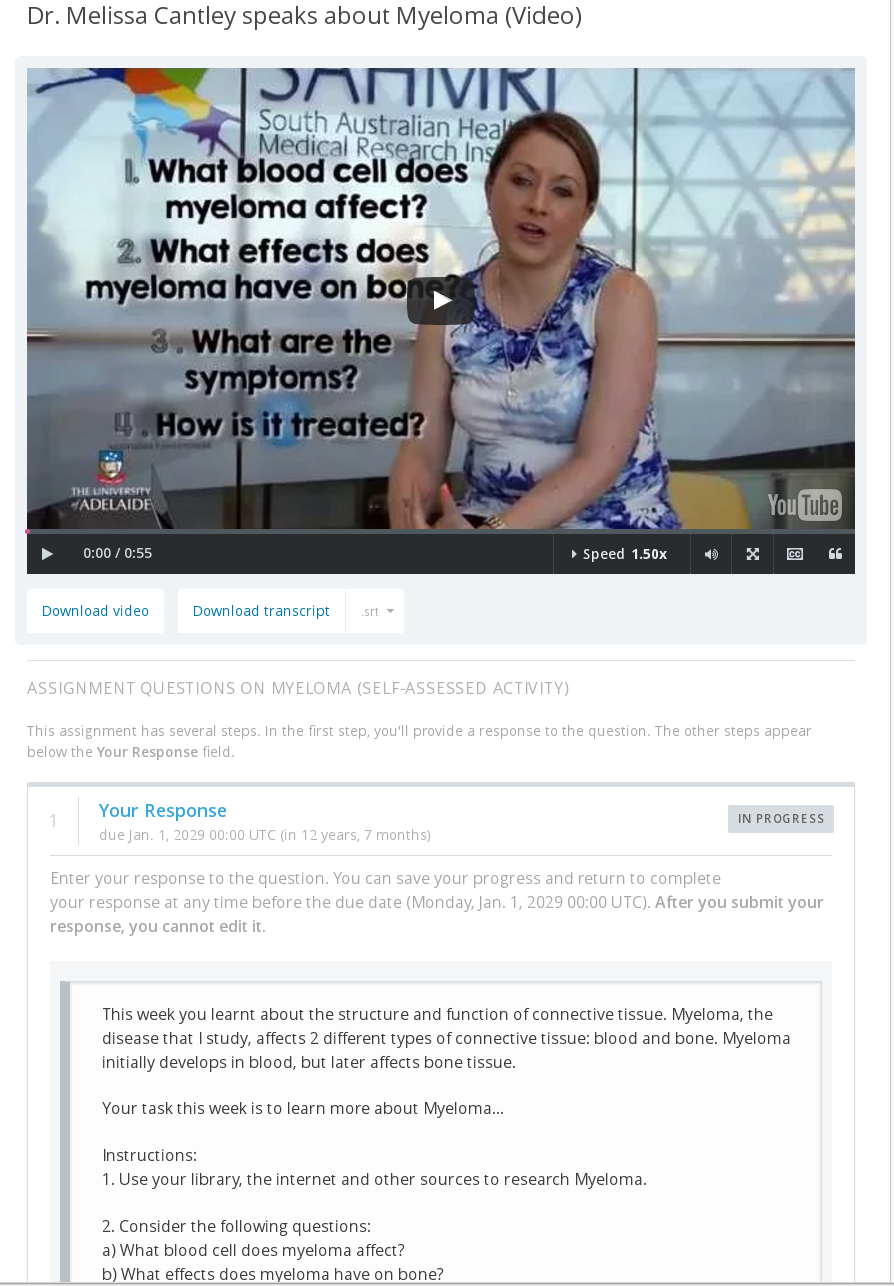 Dr. Melissa Cantley speaks about Myeloma (Video)
SAHMRI
South Australian Heal
Medical Research Ins
1. What blood cell does
myeloma affect?
2. What effects does
myeloma have on bone?
3. What are the
symptoms?
4. How is it treated?
Australian Government
THE UNIVERSITY
of ADELAIDE
YouTube
0:00 / 0:55
Speed 1.50x
CC
Download video
Download transcript
.srt
ASSIGNMENT QUESTIONS ON MYELOMA (SELF-ASSESSED ACTIVITY)
This assignment has several steps. In the first step, you'll provide a response to the question. The other steps appear
below the Your Response field.
1
Your Response
IN PROGRESS
due Jan. 1, 2029 00:00 UTC (in 12 years, 7 months)
Enter your response to the question. You can save your progress and return to complete
your response at any time before the due date (Monday, Jan. 1, 2029 00:00 UTC). After you submit your
response, you cannot edit it.
This week you learnt about the structure and function of connective tissue. Myeloma, the
disease that I study, affects 2 different types of connective tissue: blood and bone. Myeloma
initially develops in blood, but later affects bone tissue.
Your task this week is to learn more about Myeloma...
Instructions:
1. Use your library, the internet and other sources to research Myeloma.
2. Consider the following questions:
a) What blood cell does myeloma affect?
b) What effects does myeloma have on bone?